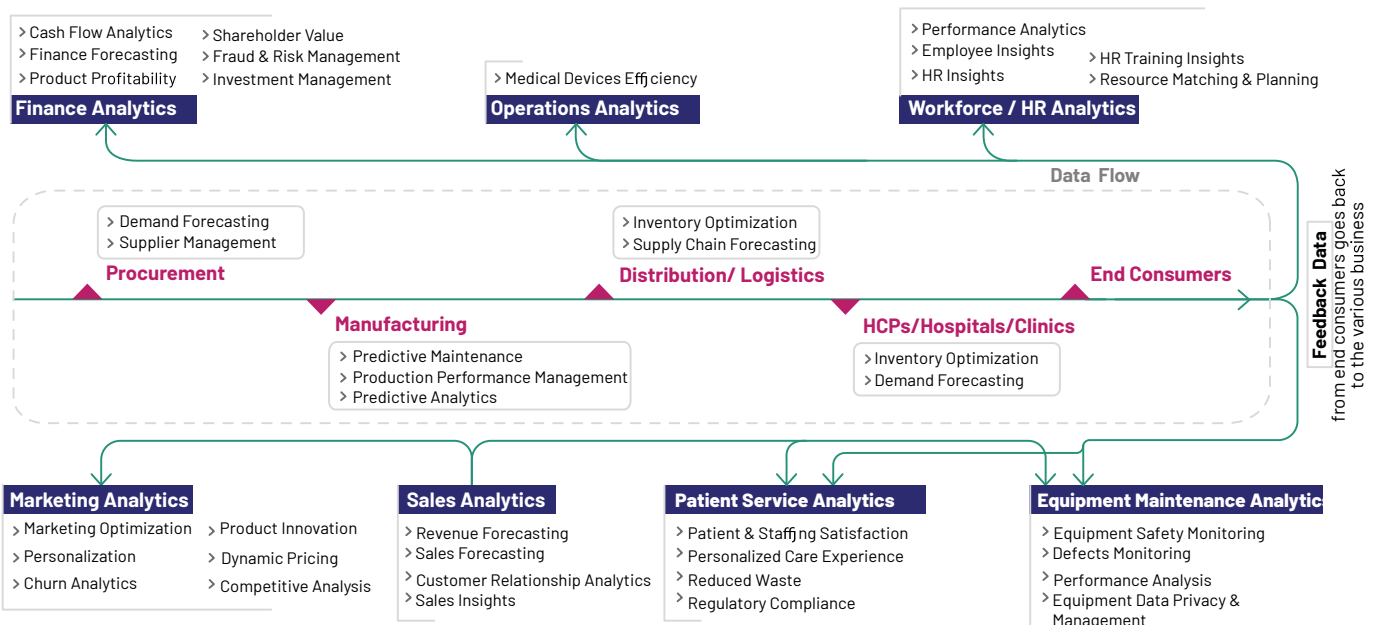 > Cash Flow Analytics
> Finance Forecasting
> Product Profitability
> Shareholder Value
> Fraud & Risk Management
> Investment Management
Finance Analytics
> Medical Devices Efficiency
Operations Analytics
> Performance Analytics
> Employee Insights
> HR Insights
> HR Training Insights
> Resource Matching & Planning
Workforce / HR Analytics
Data Flow
> Demand Forecasting
> Supplier Management
Procurement
> Inventory Optimization
> Supply Chain Forecasting
Distribution/ Logistics
End Consumers
Manufacturing
> Predictive Maintenance
> Production Performance Management
> Predictive Analytics
HCPs/Hospitals/Clinics
> Inventory Optimization
> Demand Forecasting
Feedback Data
from end consumers goes back
to the various business
Marketing Analytics
> Marketing Optimization
> Personalization
> Churn Analytics
> Product Innovation
> Dynamic Pricing
> Competitive Analysis
Sales Analytics
> Revenue Forecasting
> Sales Forecasting
> Customer Relationship Analytics
> Sales Insights
Patient Service Analytics
> Patient & Staffing Satisfaction
> Personalized Care Experience
> Reduced Waste
> Regulatory Compliance
Equipment Maintenance Analytics
> Equipment Safety Monitoring
> Defects Monitoring
> Performance Analysis
> Equipment Data Privacy &
Management